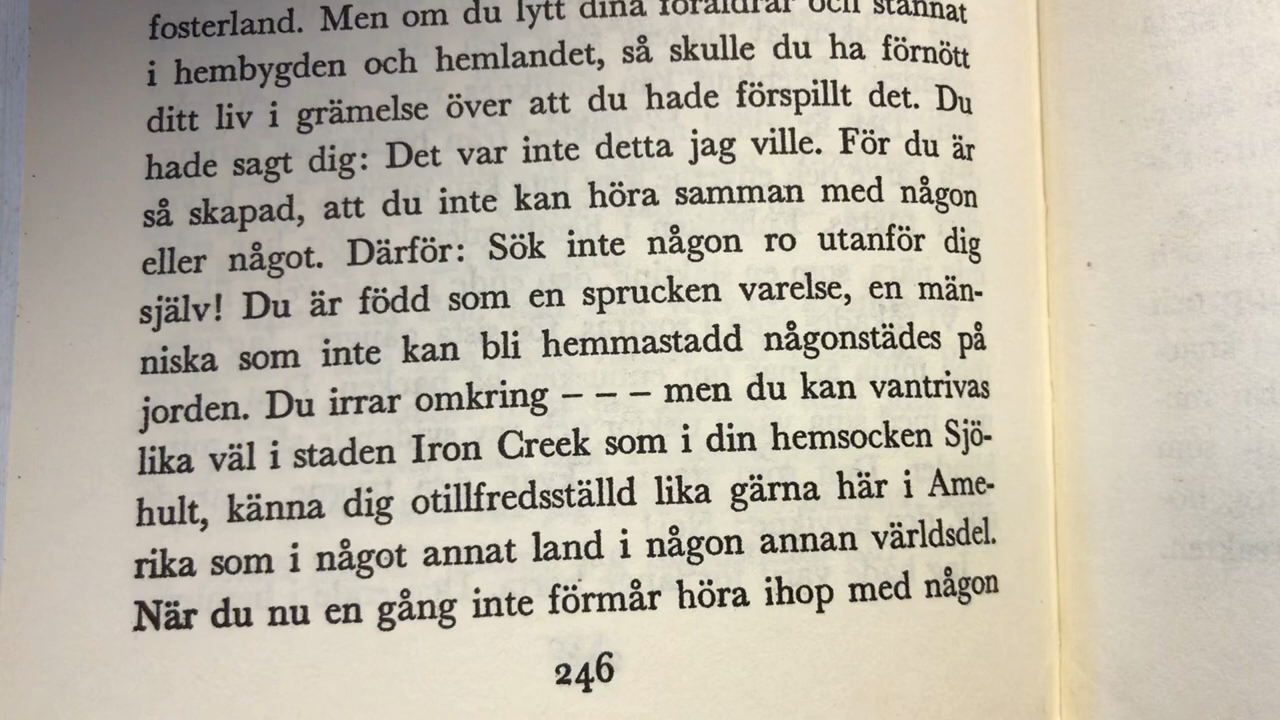 fosterland. Men om du lytt dina föräldrar och stannat
i hembygden och hemlandet, så skulle du ha förnött
ditt liv i grämelse över att du hade förspillt det. Du
hade sagt dig: Det var inte detta jag ville. För du är
så skapad, att du inte kan höra samman med någon
eller något. Därför: Sök inte någon ro utanför dig
själv! Du är född som en sprucken varelse, en män-
niska som inte kan bli hemmastadd någonstädes på
jorden. Du irrar omkring – – – men du kan vantrivas
lika väl i staden Iron Creek som i din hemsocken Sjö-
hult, känna dig otillfredsställd lika gärna här i Ame-
rika som i något annat land i någon annan världsdel.
När du nu en gång inte förmår höra ihop med någon
246